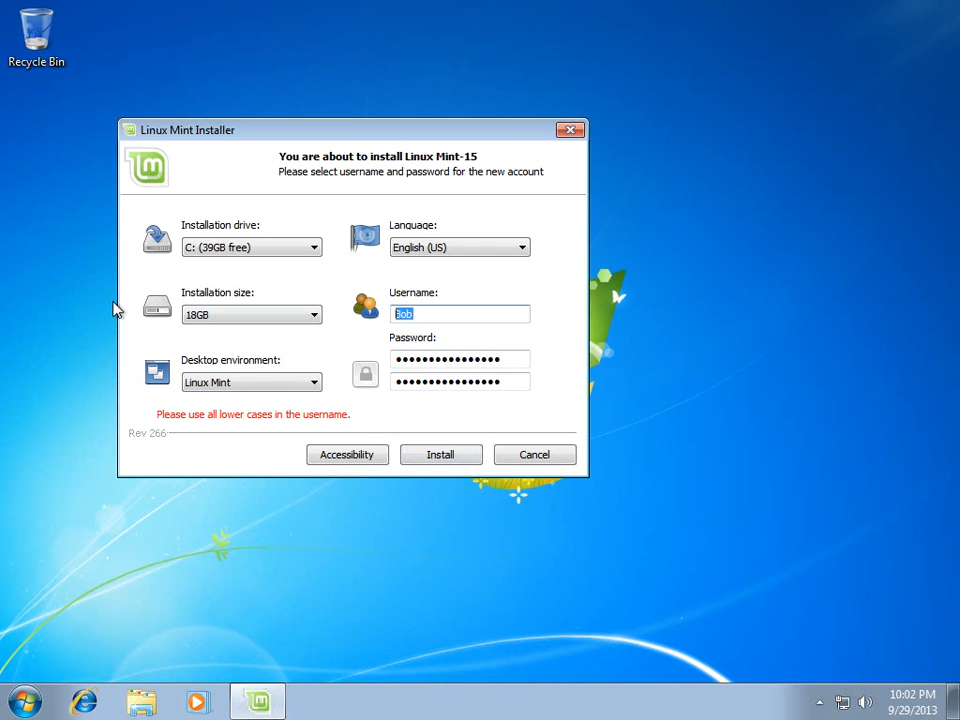 Recycle Bin
Linux Mint Installer
You are about to install Linux Mint-15
Please select username and password for the new account
Installation drive:
Language:
C: (39GB free)
English (US)
Installation size:
Username:
18GB
Bob
Password:
••••••••••••••••
Desktop environment:
Linux Mint
••••••••••••••••
Please use all lower cases in the username.
Rev 266
Accessibility
Install
Cancel
10:02 PM
9/29/2013